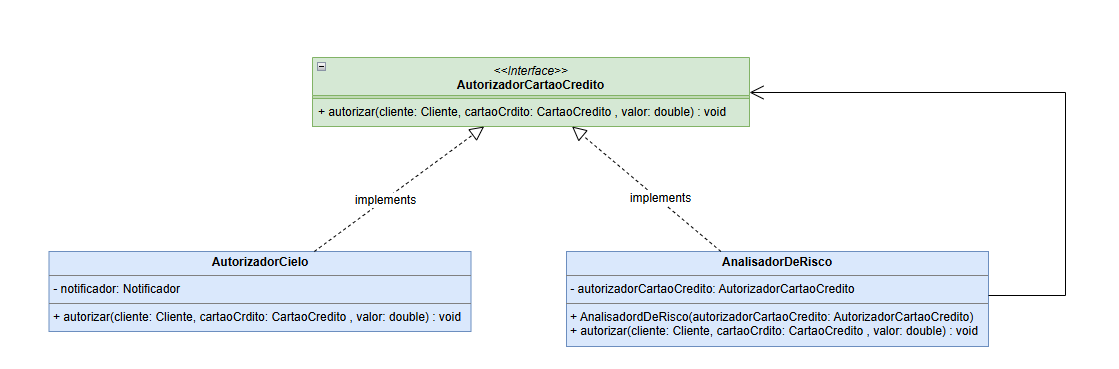 <<Interface>>
AutorizadorCartaoCredito
+ autorizar(cliente: Cliente, cartaoCrdito: CartaoCredito , valor: double) : void
implements
implements
AutorizadorCielo
- notificador: Notificador
+ autorizar(cliente: Cliente, cartaoCrdito: CartaoCredito , valor: double) : void
AnalisadorDeRisco
- autorizadorCartaoCredito: AutorizadorCartaoCredito
+ AnalisadordDeRisco(autorizadorCartaoCredito: AutorizadorCartaoCredito)
+ autorizar(cliente: Cliente, cartaoCrdito: CartaoCredito , valor: double) : void